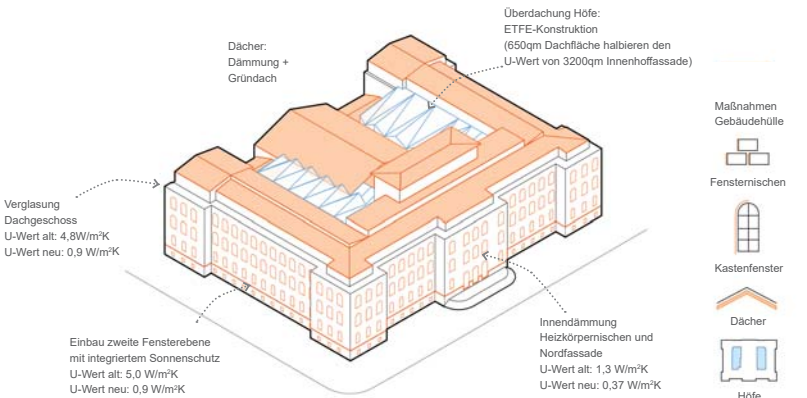 Überdachung Höfe:
ETFE-Konstruktion
(650qm Dachfläche halbieren den
U-Wert von 3200qm Innenhoffassade)
Dächer:
Dämmung +
Gründach
Verglasung
Dachgeschoss
U-Wert alt: 4,8W/m²K
U-Wert neu: 0,9 W/m²K
Einbau zweite Fensterebene
mit integriertem Sonnenschutz
U-Wert alt: 5,0 W/m²K
U-Wert neu: 0,9 W/m²K
Innendämmung
Heizkörpernischen und
Nordfassade
U-Wert alt: 1,3 W/m²K
U-Wert neu: 0,37 W/m²K
Maßnahmen
Gebäudehülle
Fensternischen
Kastenfenster
Dächer
Höfe